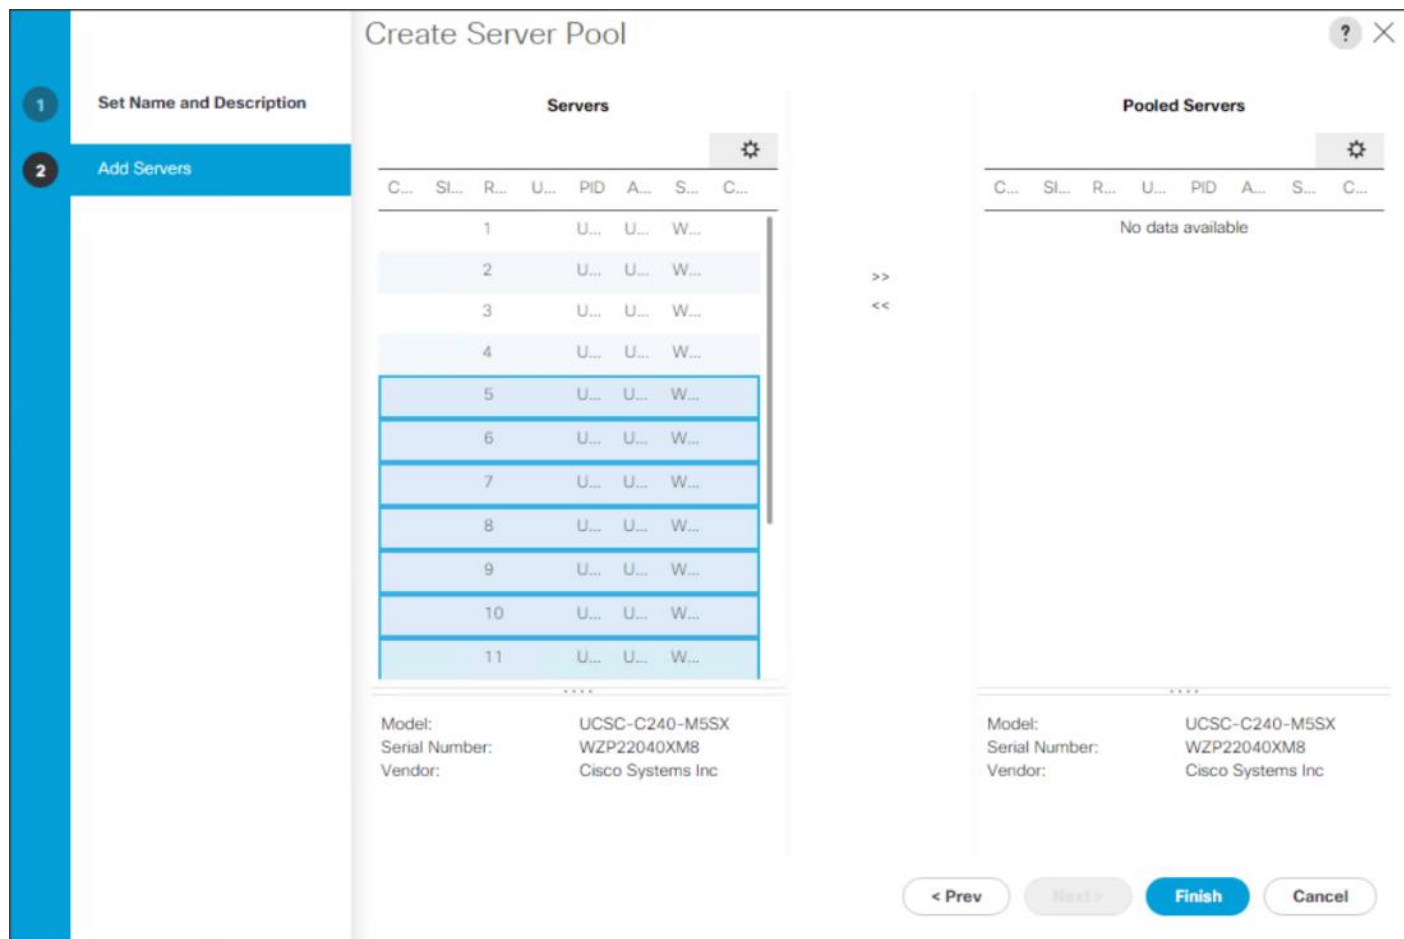 Create Server Pool
?
1 Set Name and Description
2 Add Servers
Servers
C... SI... R... U... PID A... S... C...
1 U... U... W...
2 U... U... W...
3 U... U... W...
4 U... U... W...
5 U... U... W...
6 U... U... W...
7 U... U... W...
8 U... U... W...
9 U... U... W...
10 U... U... W...
11 U... U... W...
Model: UCSC-C240-M5SX
Serial Number: WZP22040XM8
Vendor: Cisco Systems Inc
>>
<<
Pooled Servers
C... SI... R... U... PID A... S... C...
No data available
Model: UCSC-C240-M5SX
Serial Number: WZP22040XM8
Vendor: Cisco Systems Inc
< Prev
Next >
Finish
Cancel